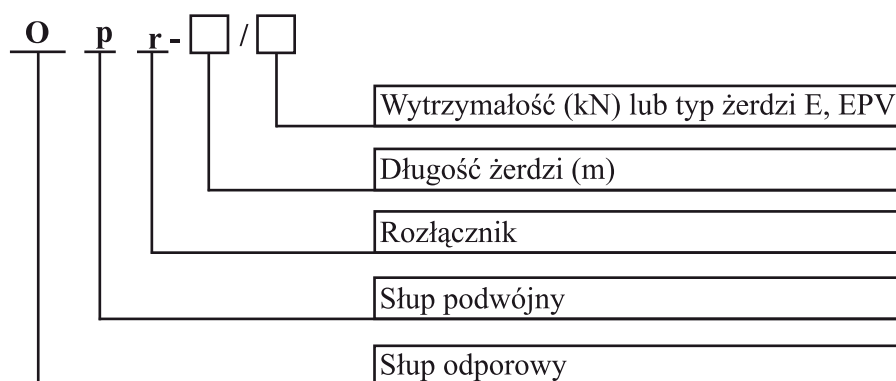 O p r - □ / □
Wytrzymałość (kN) lub typ żerdzi E, EPV
Długość żerdzi (m)
Rozłącznik
Słup podwójny
Słup odporowy